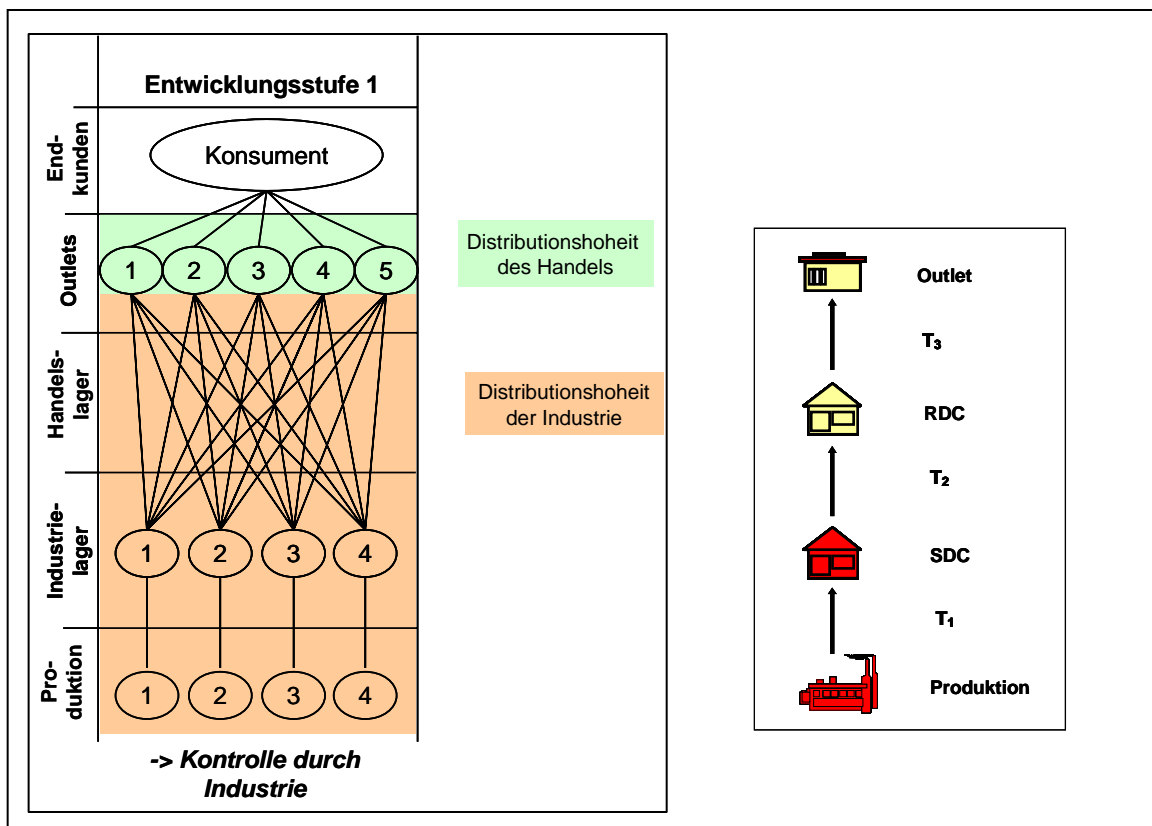 Entwicklungsstufe 1
End-
kunden
Konsument
Outlets
1 2 3 4 5
Distributionshoheit
des Handels
Handels-
lager
Distributionshoheit
der Industrie
Industrie-
lager
1 2 3 4
Pro-
duktion
1 2 3 4
-> Kontrolle durch
Industrie
Outlet
T₃
RDC
T₂
SDC
T₁
Produktion